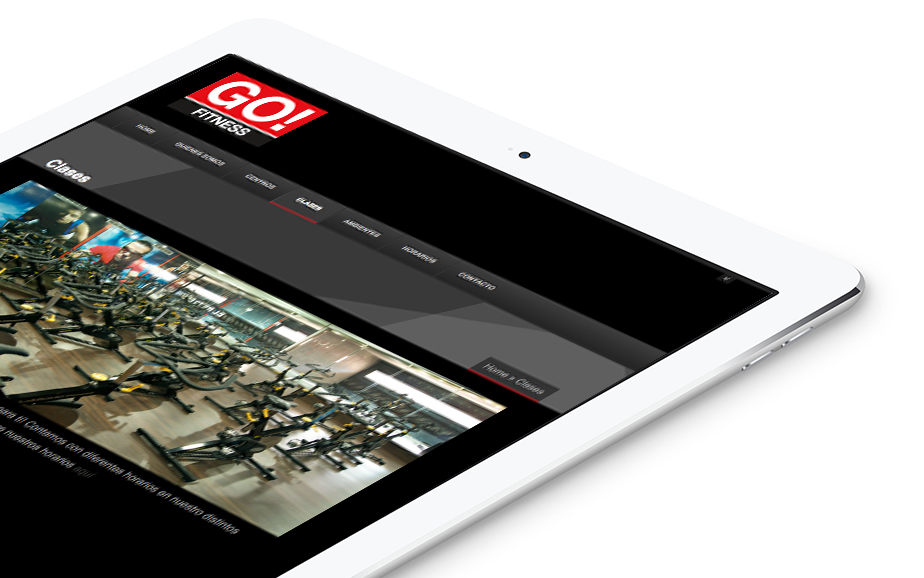 GO!
FITNESS
HOME
QUIENES SOMOS
CENTROS
CLASES
AMBIENTES
HORARIOS
CONTACTO
Clases
Home » Clases
para ti! Contamos con diferentes horarios en nuestro distintos
nuestros horarios aquí